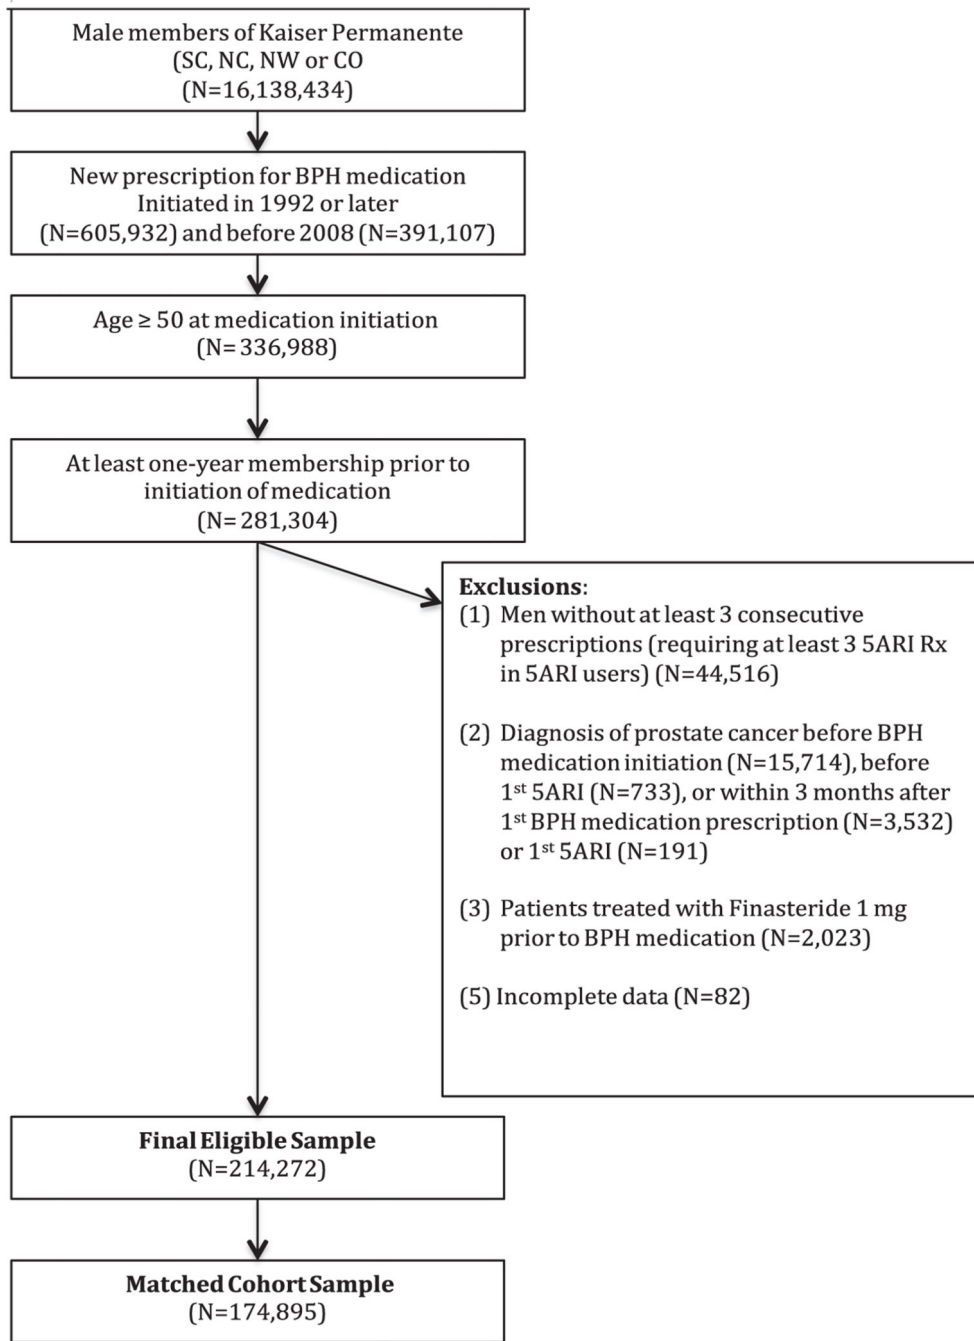 Male members of Kaiser Permanente
(SC, NC, NW or CO
(N=16,138,434)
New prescription for BPH medication
Initiated in 1992 or later
(N=605,932) and before 2008 (N=391,107)
Age ≥ 50 at medication initiation
(N= 336,988)
At least one-year membership prior to
initiation of medication
(N= 281,304)
Exclusions:
(1) Men without at least 3 consecutive
prescriptions (requiring at least 3 5ARI Rx
in 5ARI users) (N=44,516)
(2) Diagnosis of prostate cancer before BPH
medication initiation (N=15,714), before
1st 5ARI (N=733), or within 3 months after
1st BPH medication prescription (N=3,532)
or 1st 5ARI (N=191)
(3) Patients treated with Finasteride 1 mg
prior to BPH medication (N=2,023)
(5) Incomplete data (N=82)
Final Eligible Sample
(N=214,272)
Matched Cohort Sample
(N=174,895)